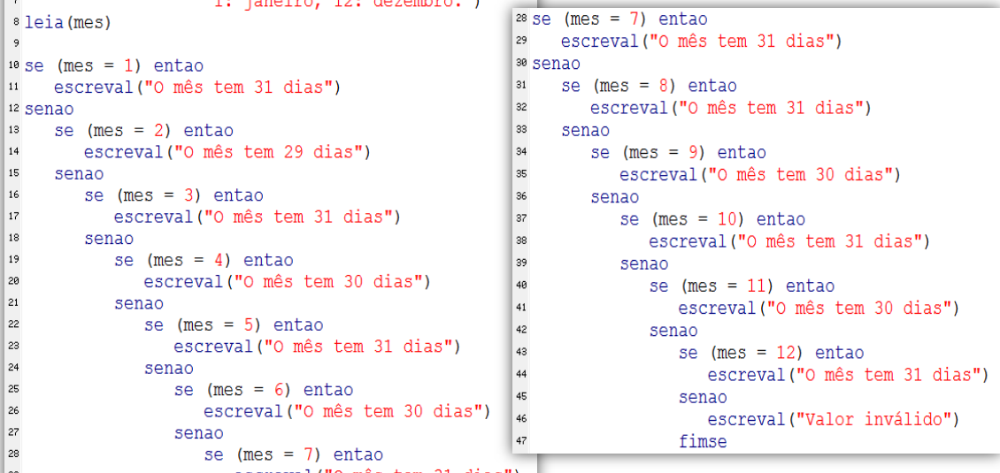 1: janeiro, 12: dezembro.")
8 leia(mes)
9
10 se (mes = 1) entao
11 escreval("O mês tem 31 dias")
12 senao
13 se (mes = 2) entao
14 escreval("O mês tem 29 dias")
15 senao
16 se (mes = 3) entao
17 escreval("O mês tem 31 dias")
18 senao
19 se (mes = 4) entao
20 escreval("O mês tem 30 dias")
21 senao
22 se (mes = 5) entao
23 escreval("O mês tem 31 dias")
24 senao
25 se (mes = 6) entao
26 escreval("O mês tem 30 dias")
27 senao
28 se (mes = 7) entao
escreval("O mês tem 31 dias")
28 se (mes = 7) entao
29 escreval("O mês tem 31 dias")
30 senao
31 se (mes = 8) entao
32 escreval("O mês tem 31 dias")
33 senao
34 se (mes = 9) entao
35 escreval("O mês tem 30 dias")
36 senao
37 se (mes = 10) entao
38 escreval("O mês tem 31 dias")
39 senao
40 se (mes = 11) entao
41 escreval("O mês tem 30 dias")
42 senao
43 se (mes = 12) entao
44 escreval("O mês tem 31 dias")
45 senao
46 escreval("Valor inválido")
47 fimse